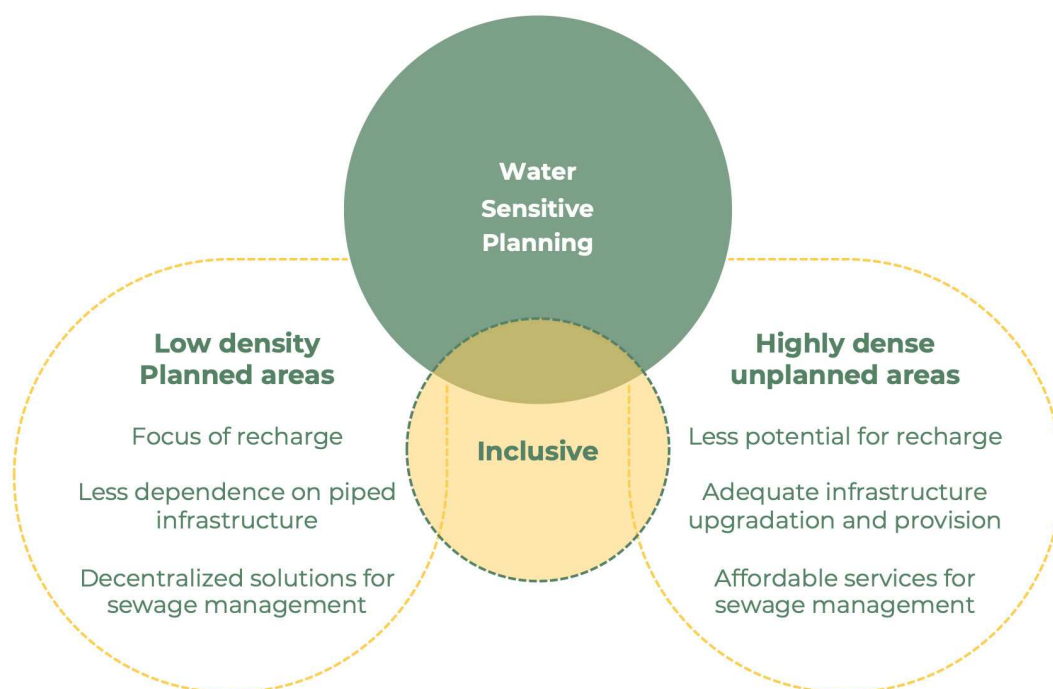 Water
Sensitive
Planning
Low density
Planned areas
Focus of recharge
Less dependence on piped
infrastructure
Decentralized solutions for
sewage management
Inclusive
Highly dense
unplanned areas
Less potential for recharge
Adequate infrastructure
upgradation and provision
Affordable services for
sewage management